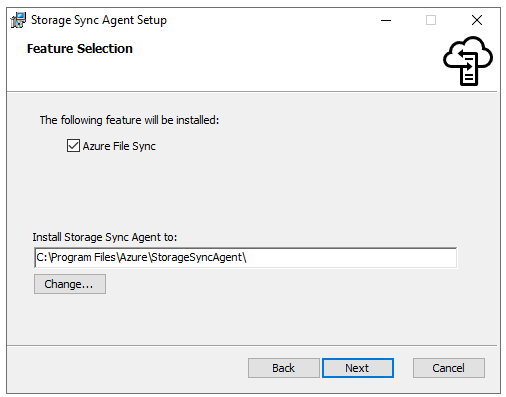 Storage Sync Agent Setup
Feature Selection
The following feature will be installed:
Azure File Sync
Install Storage Sync Agent to:
C:\Program Files\Azure\StorageSyncAgent\
Change...
Back Next Cancel